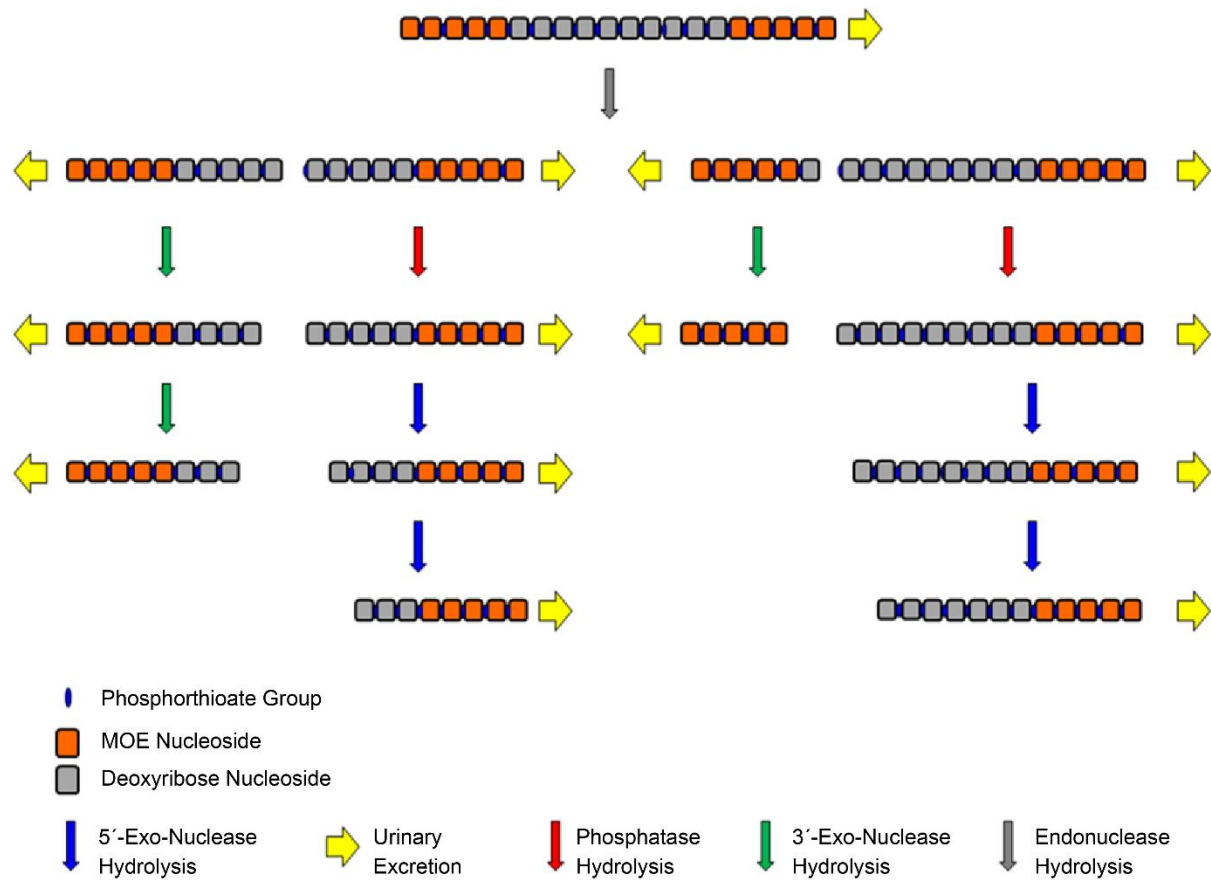 Phosphorthioate Group
MOE Nucleoside
Deoxyribose Nucleoside
5´-Exo-Nuclease
Hydrolysis
Urinary
Excretion
Phosphatase
Hydrolysis
3´-Exo-Nuclease
Hydrolysis
Endonuclease
Hydrolysis